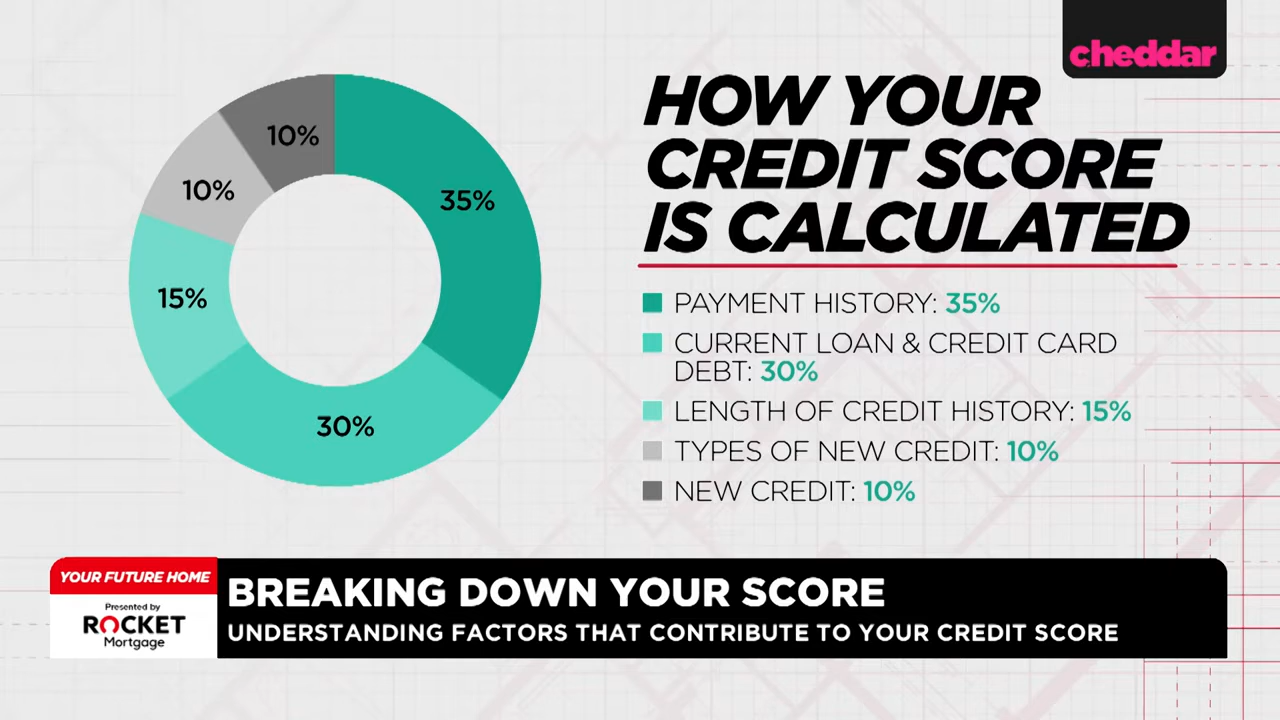 cheddar
HOW YOUR
CREDIT SCORE
IS CALCULATED
10%
35%
10%
15%
30%
PAYMENT HISTORY: 35%
CURRENT LOAN & CREDIT CARD
DEBT: 30%
LENGTH OF CREDIT HISTORY: 15%
TYPES OF NEW CREDIT: 10%
NEW CREDIT: 10%
YOUR FUTURE HOME
Presented by
ROCKET
Mortgage
BREAKING DOWN YOUR SCORE
UNDERSTANDING FACTORS THAT CONTRIBUTE TO YOUR CREDIT SCORE